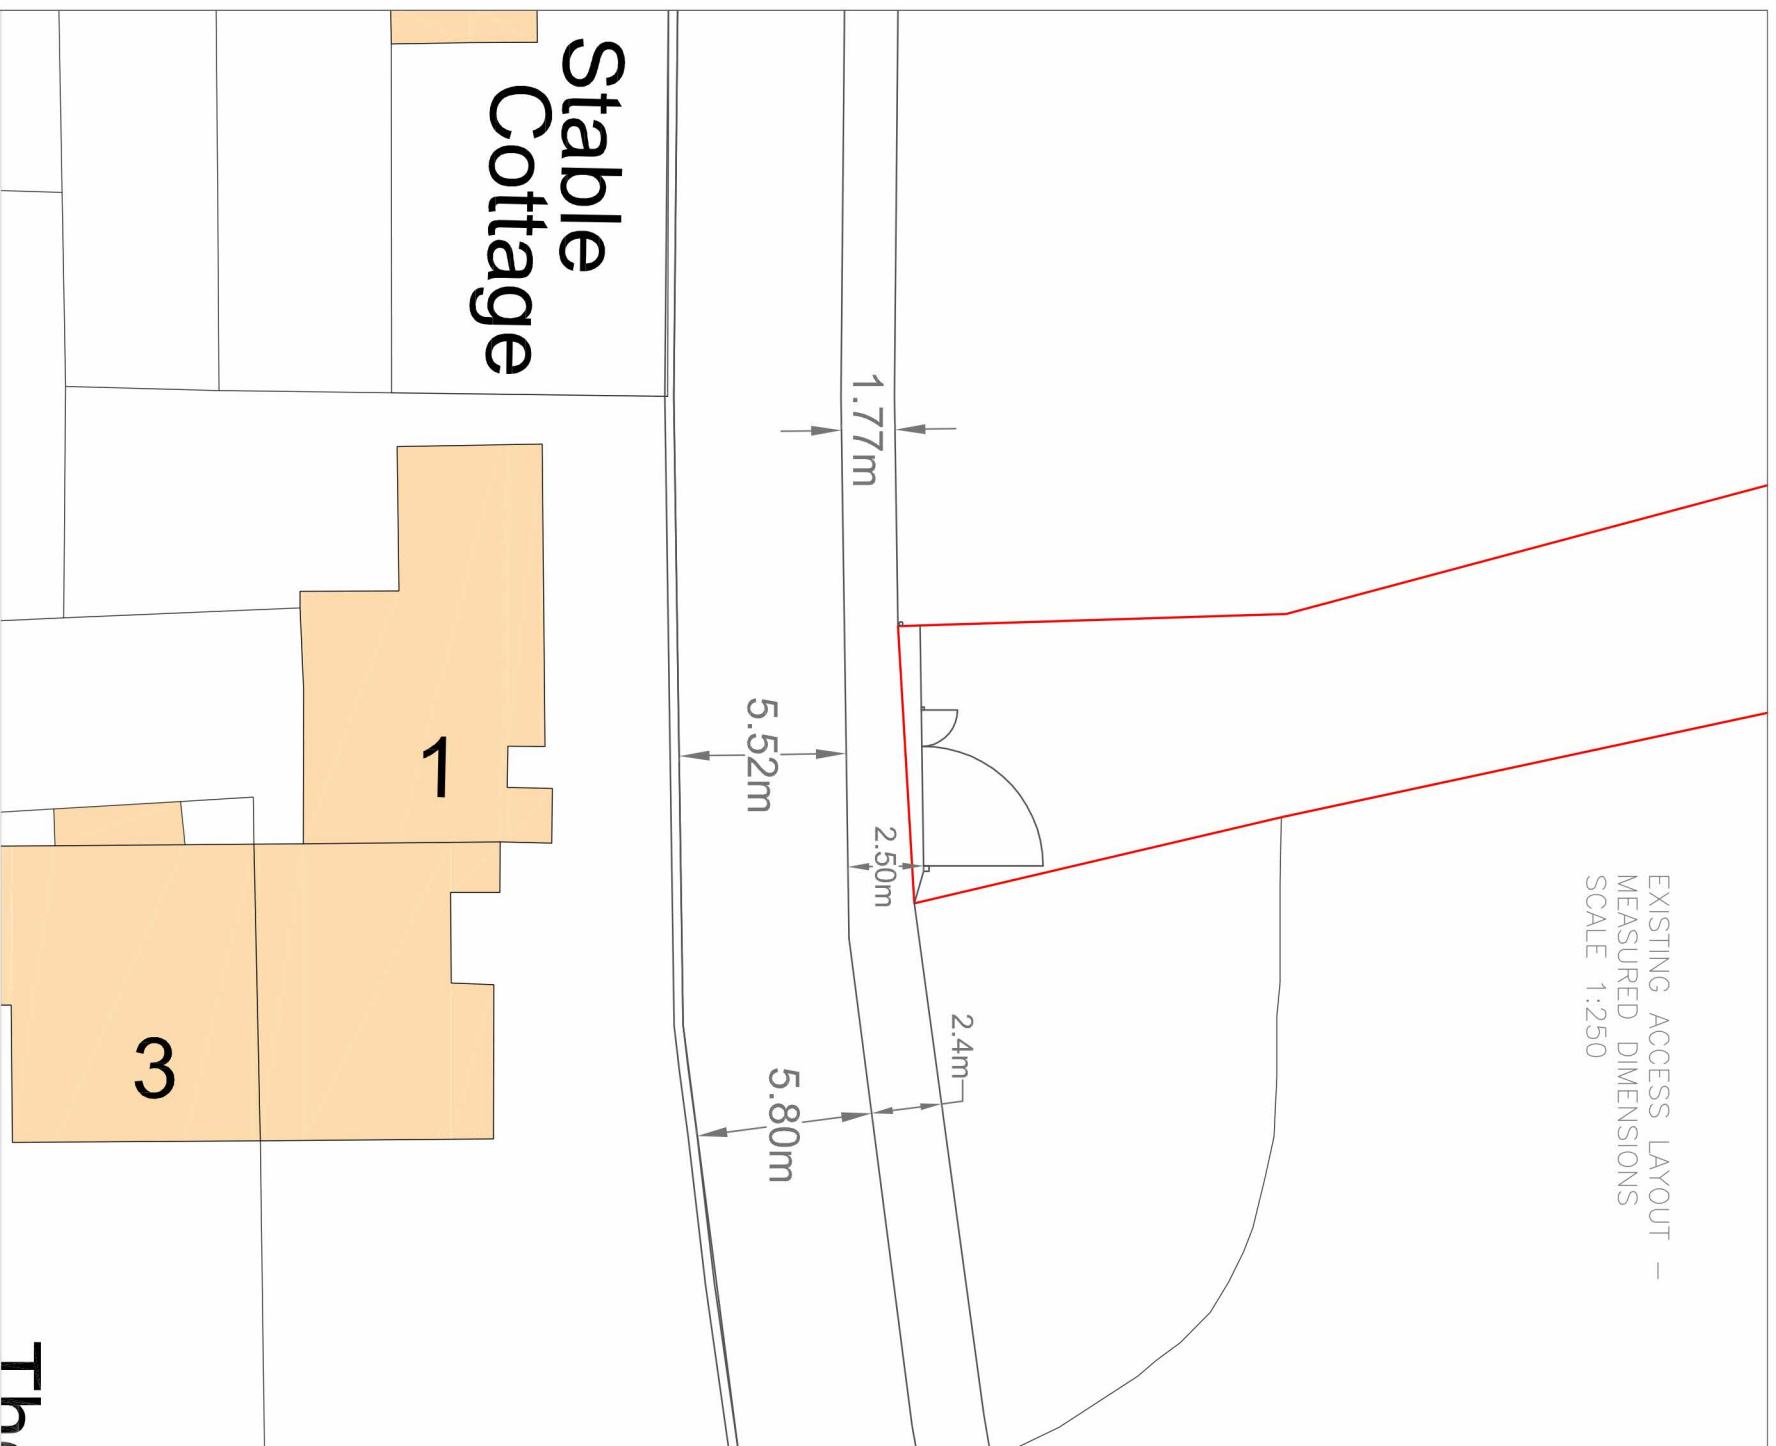 Stable
Cottage
1.77m
5.52m
2.50m
2.4m
5.80m
1
3
EXISTING ACCESS LAYOUT –
MEASURED DIMENSIONS
SCALE 1:250